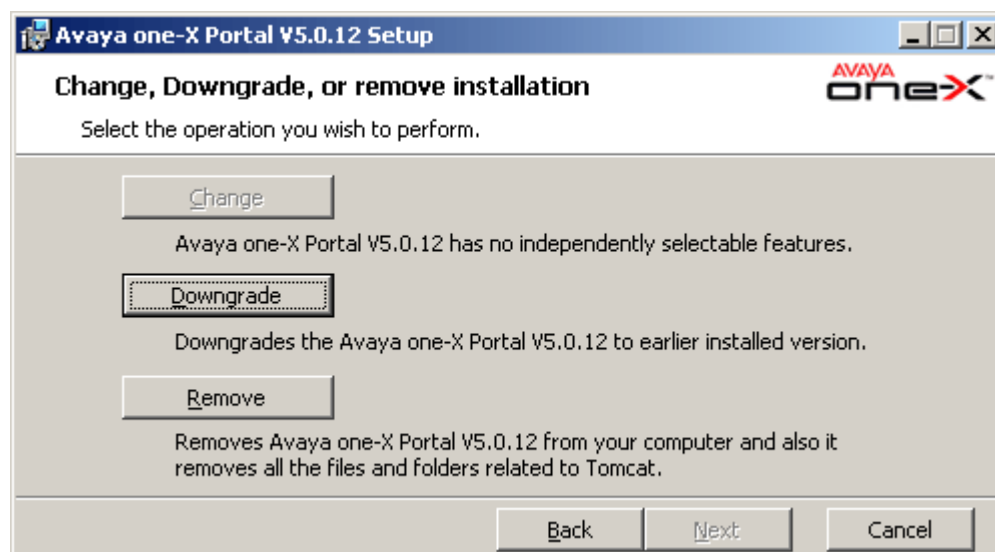 Avaya one-X Portal V5.0.12 Setup
Change, Downgrade, or remove installation
AVAYA
one-X
Select the operation you wish to perform.
Change
Avaya one-X Portal V5.0.12 has no independently selectable features.
Downgrade
Downgrades the Avaya one-X Portal V5.0.12 to earlier installed version.
Remove
Removes Avaya one-X Portal V5.0.12 from your computer and also it
removes all the files and folders related to Tomcat.
Back Next Cancel